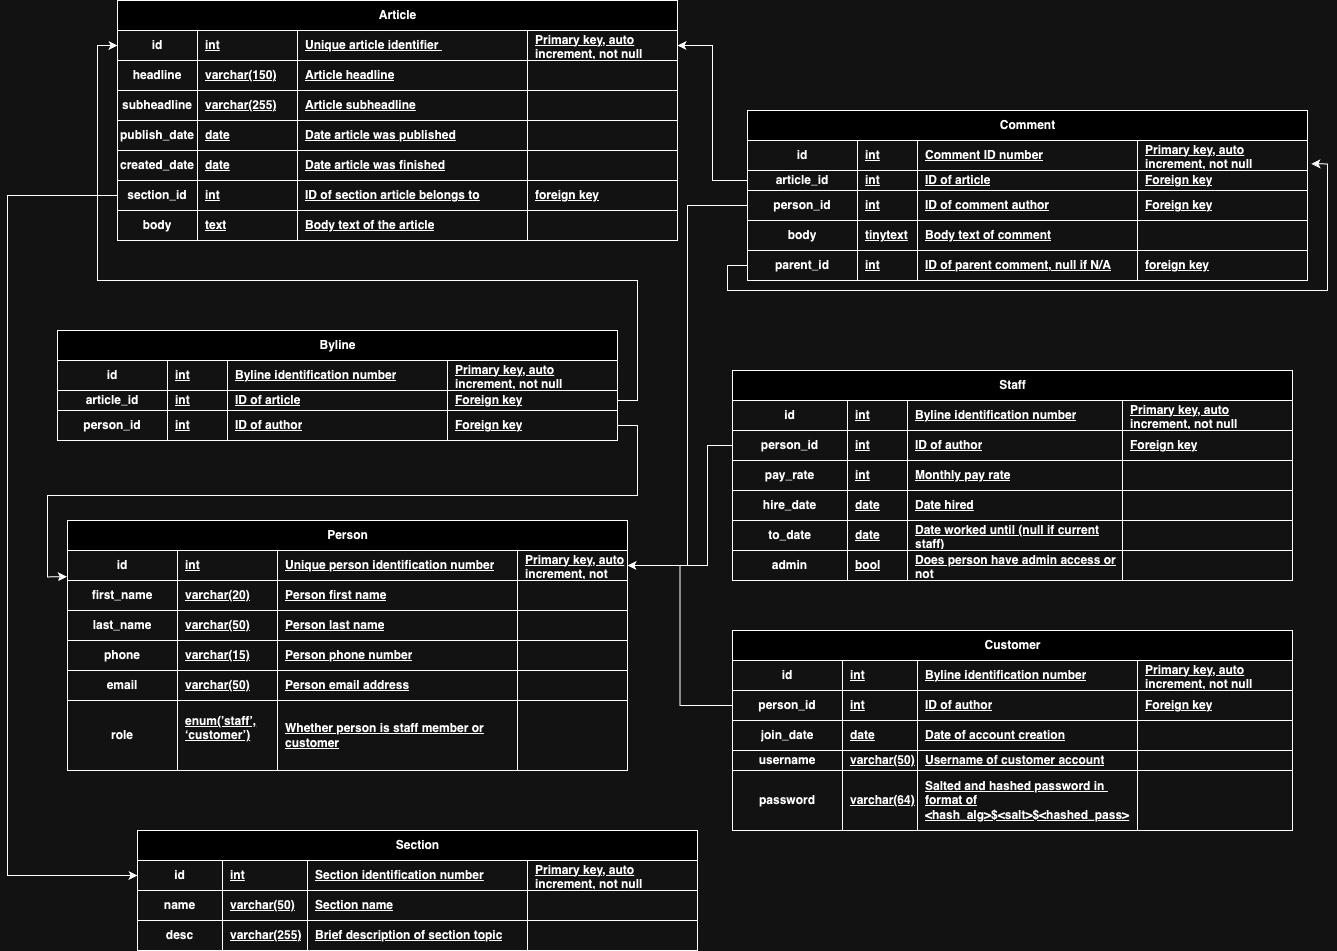 Article
id int Unique article identifier Primary key, auto
increment, not null
headline varchar(150) Article headline
subheadline varchar(255) Article subheadline
publish_date date Date article was published
created_date date Date article was finished
section_id int ID of section article belongs to foreign key
body text Body text of the article
Comment
id int Comment ID number Primary key, auto
increment, not null
article_id int ID of article Foreign key
person_id int ID of comment author Foreign key
body tinytext Body text of comment
parent_id int ID of parent comment, null if N/A foreign key
Byline
id int Byline identification number Primary key, auto
increment, not null
article_id int ID of article Foreign key
person_id int ID of author Foreign key
Staff
id int Byline identification number Primary key, auto
increment, not null
person_id int ID of author Foreign key
pay_rate int Monthly pay rate
hire_date date Date hired
to_date date Date worked until (null if current
staff)
admin bool Does person have admin access or
not
Person
id int Unique person identification number Primary key, auto
increment, not
first_name varchar(20) Person first name
last_name varchar(50) Person last name
phone varchar(15) Person phone number
email varchar(50) Person email address
role enum('staff',
‘customer’) Whether person is staff member or
customer
Customer
id int Byline identification number Primary key, auto
increment, not null
person_id int ID of author Foreign key
join_date date Date of account creation
username varchar(50) Username of customer account
password varchar(64) Salted and hashed password in
format of
<hash_alg>$<salt>$<hashed_pass>
Section
id int Section identification number Primary key, auto
increment, not null
name varchar(50) Section name
desc varchar(255) Brief description of section topic